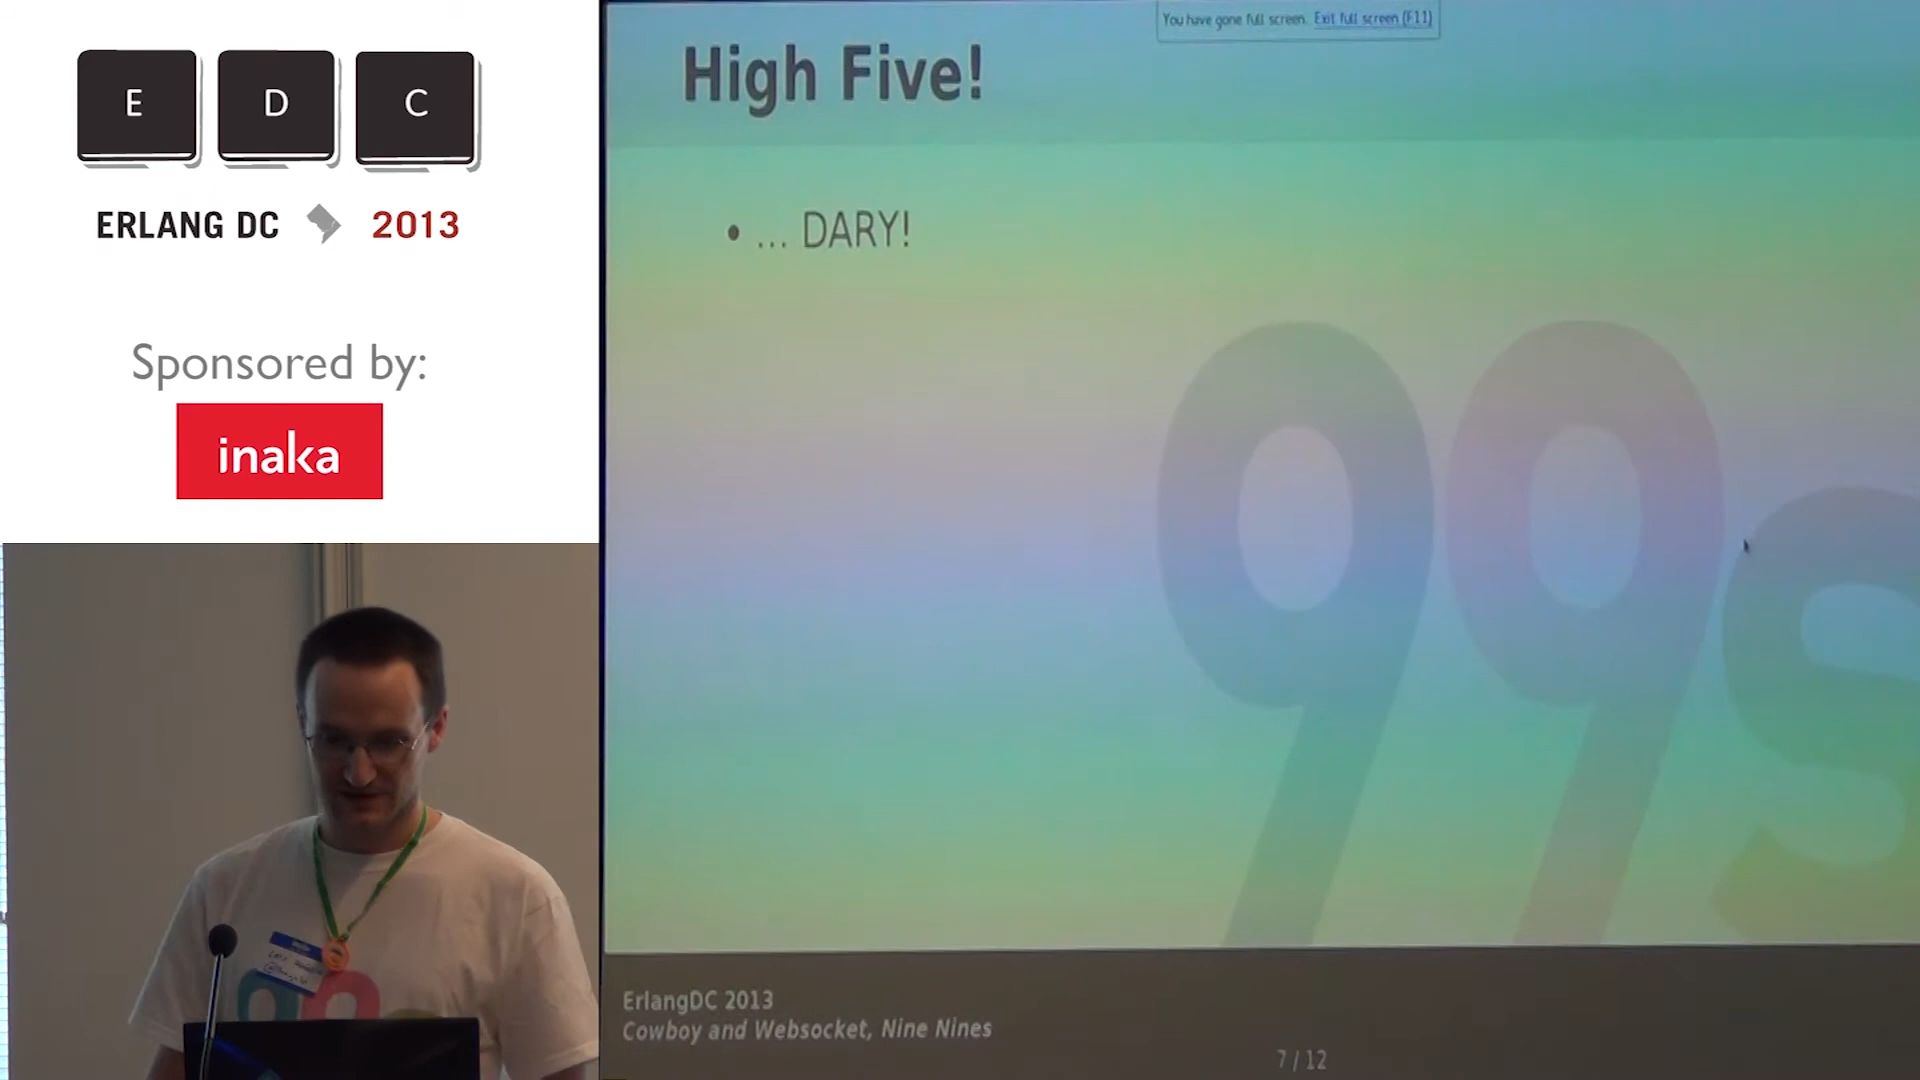 E D C
ERLANG DC 2013
Sponsored by:
inaka
You have gone full screen. Exit full screen (F11)
High Five!
• ... DARY!
99s
ErlangDC 2013
Cowboy and Websocket, Nine Nines
7 / 12